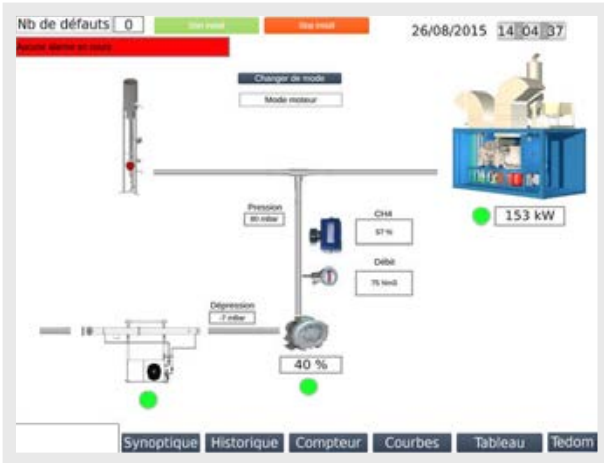 Nb de défauts 0
26/08/2015 14 04 37
Aucune alarme en cours
Changer de mode
Mode moteur
Pression
80 mbar
CH4
57 %
153 kW
Débit
75 Nm3
Dépression
-7 mbar
40 %
Synoptique Historique Compteur Courbes Tableau Tedom